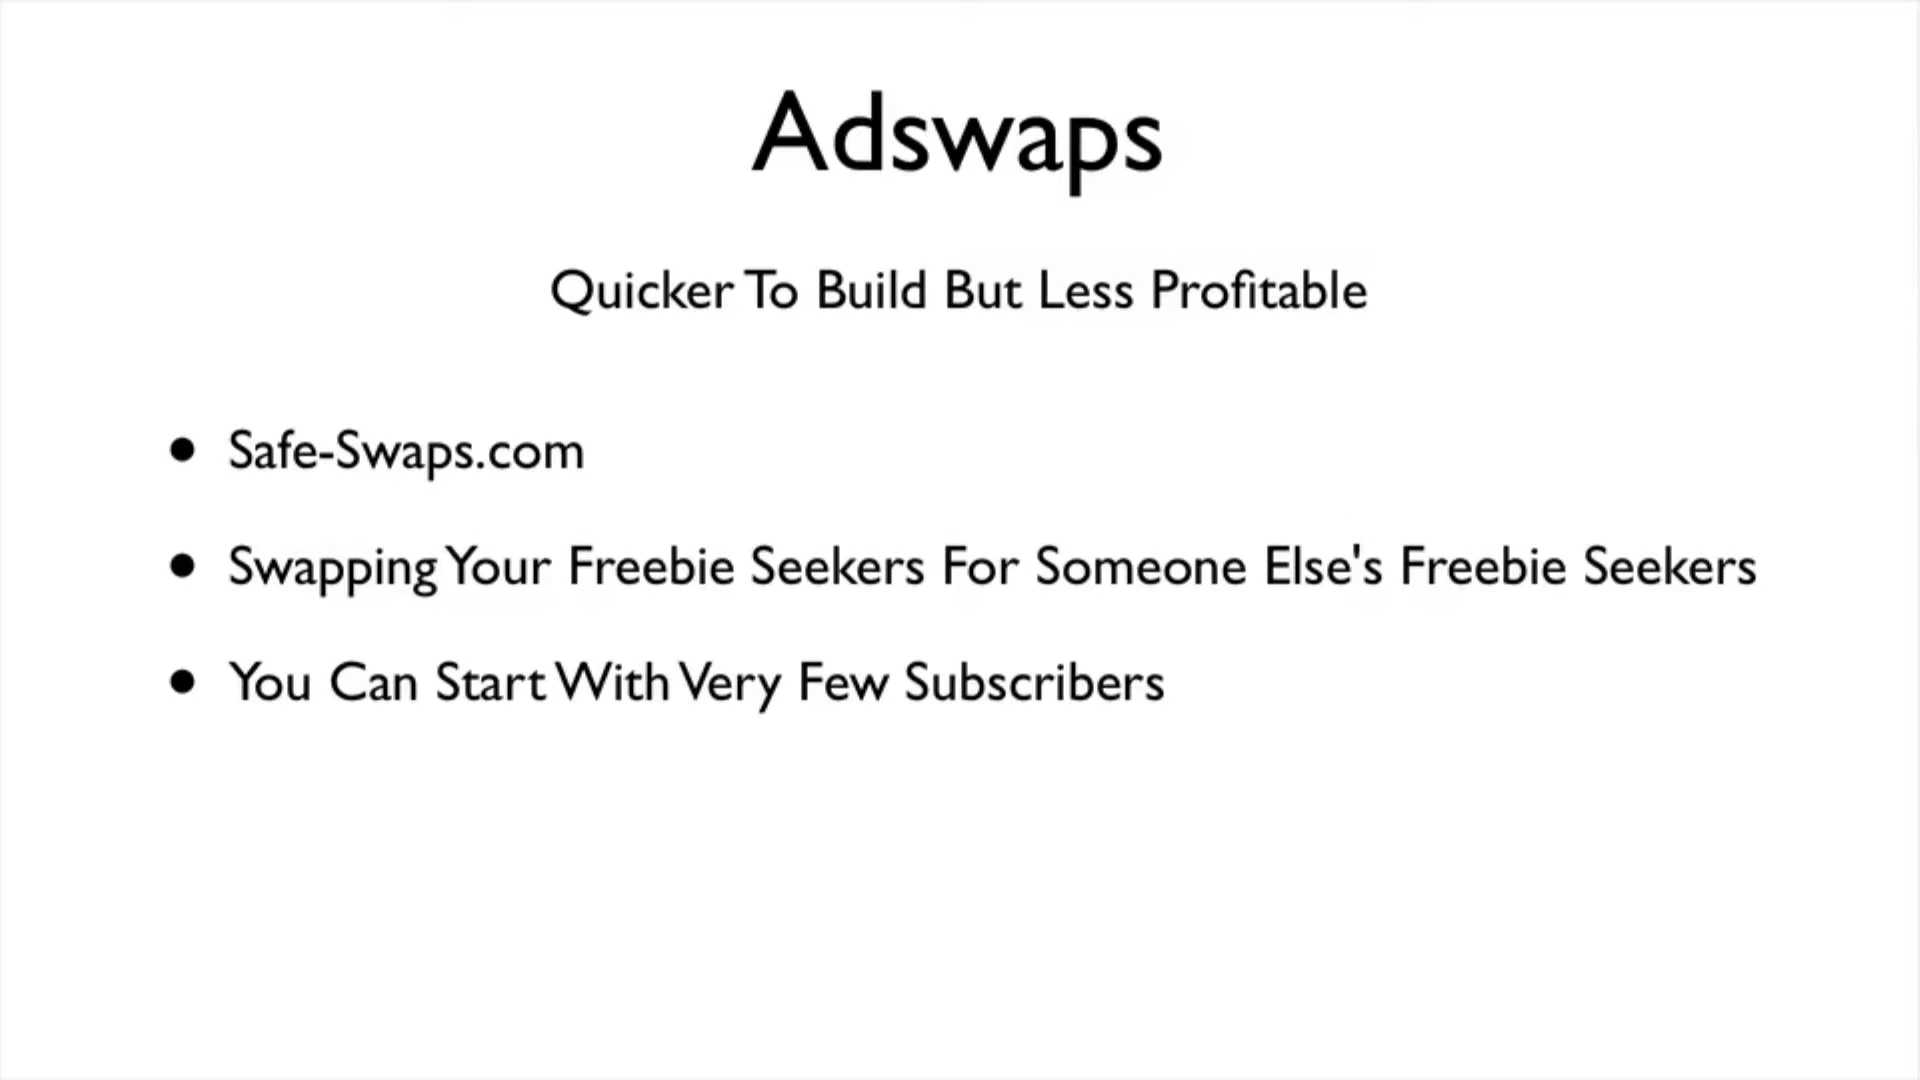 Adswaps
Quicker To Build But Less Profitable
• Safe-Swaps.com
• Swapping Your Freebie Seekers For Someone Else's Freebie Seekers
• You Can Start With Very Few Subscribers